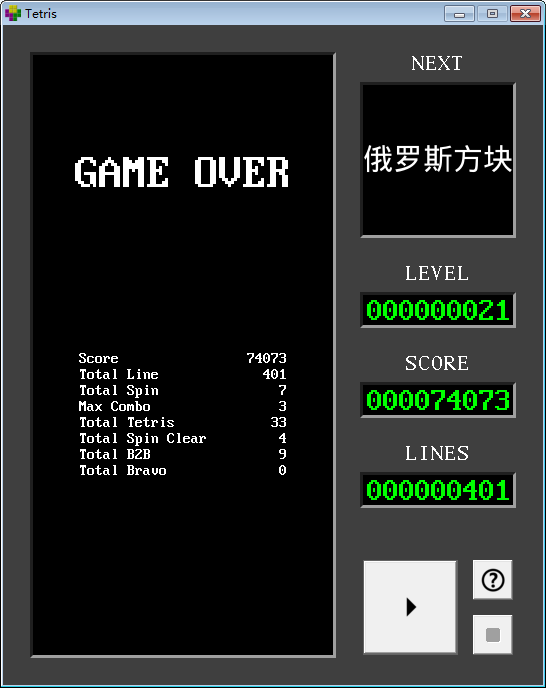 Tetris
GAME OVER
Score 74073
Total Line 401
Total Spin 7
Max Combo 3
Total Tetris 33
Total Spin Clear 4
Total B2B 9
Total Bravo 0
NEXT
俄罗斯方块
LEVEL
000000021
SCORE
000074073
LINES
000000401
?